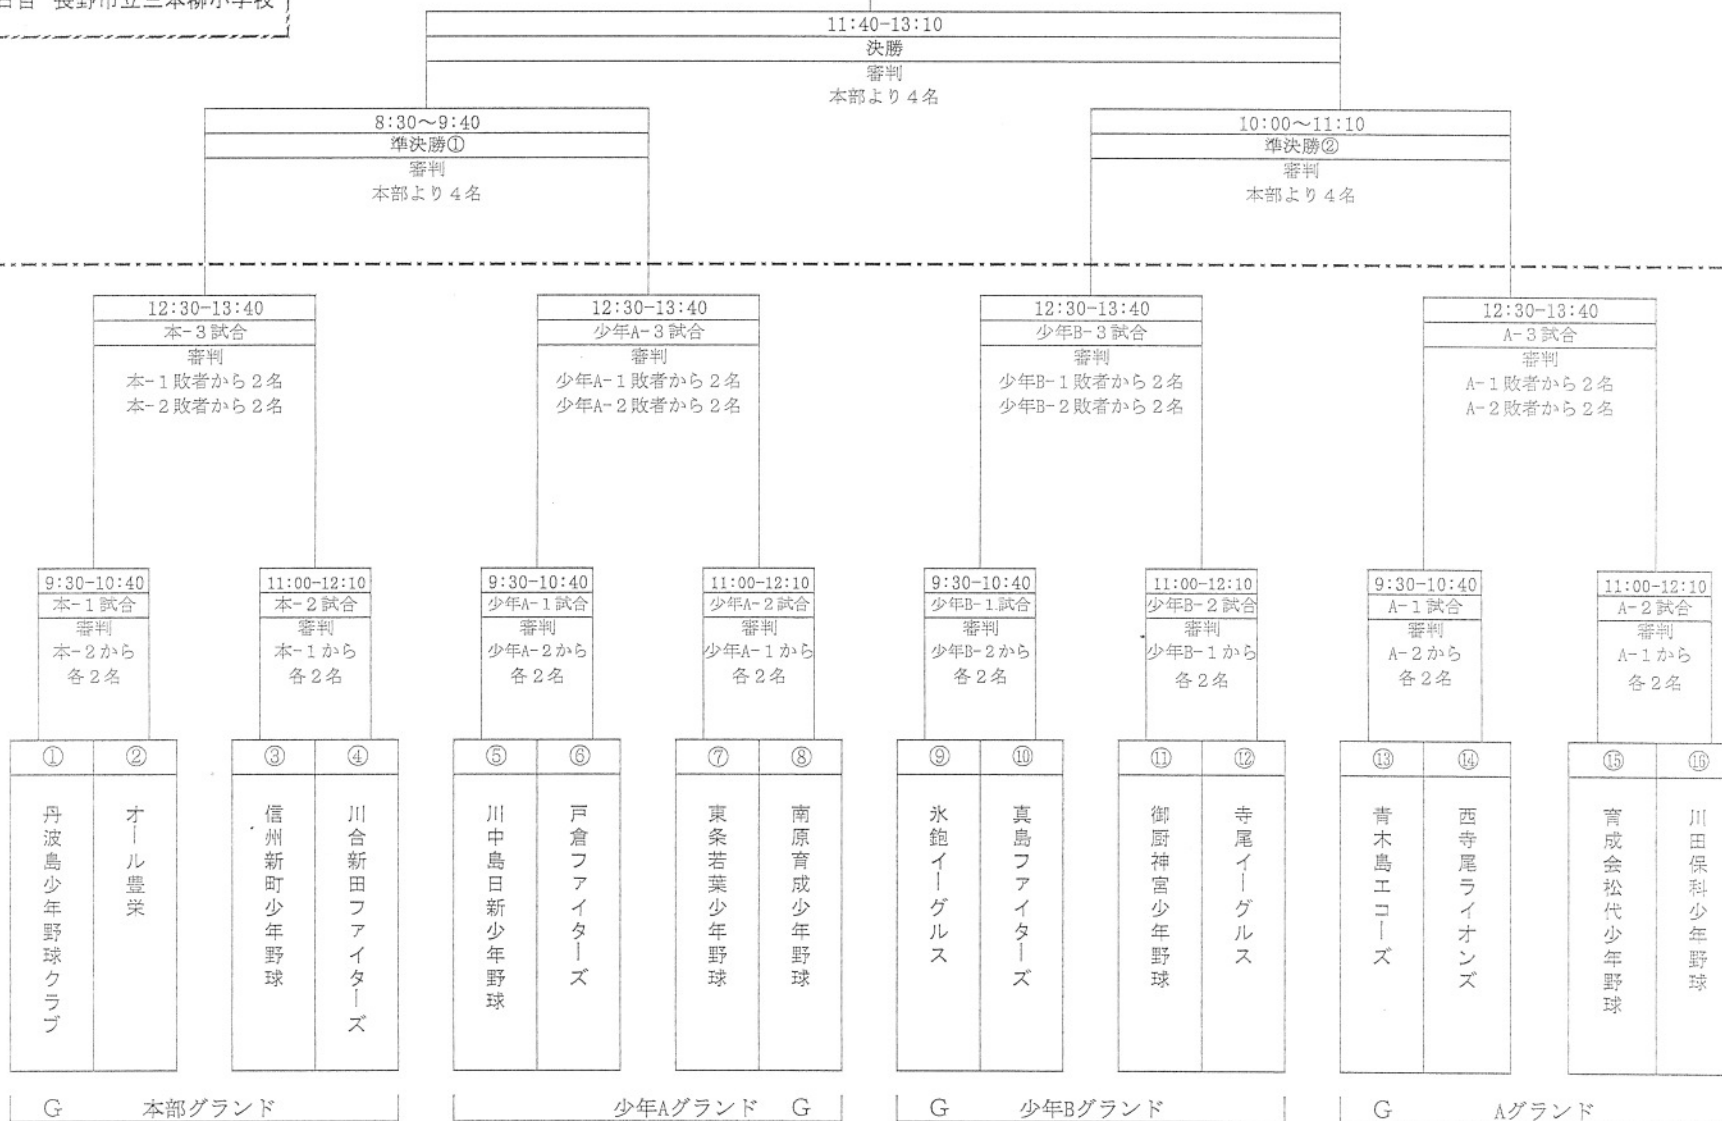 日目 長野市立三本柳小学校
11:40-13:10
決勝
審判
本部より4名
8:30～9:40
準決勝①
審判
本部より4名
10:00～11:10
準決勝②
審判
本部より4名
12:30-13:40
本-3試合
審判
本-1敗者から2名
本-2敗者から2名
12:30-13:40
少年A-3試合
審判
少年A-1敗者から2名
少年A-2敗者から2名
12:30-13:40
少年B-3試合
審判
少年B-1敗者から2名
少年B-2敗者から2名
12:30-13:40
A-3試合
審判
A-1敗者から2名
A-2敗者から2名
9:30-10:40
本-1試合
審判
本-2から
各2名
11:00-12:10
本-2試合
審判
本-1から
各2名
9:30-10:40
少年A-1試合
審判
少年A-2から
各2名
11:00-12:10
少年A-2試合
審判
少年A-1から
各2名
9:30-10:40
少年B-1試合
審判
少年B-2から
各2名
11:00-12:10
少年B-2試合
審判
少年B-1から
各2名
9:30-10:40
A-1試合
審判
A-2から
各2名
11:00-12:10
A-2試合
審判
A-1から
各2名
①
丹波島少年野球クラブ
②
オール豊栄
③
信州新町少年野球
④
川合新田ファイターズ
⑤
川中島日新少年野球
⑥
戸倉ファイターズ
⑦
東条若葉少年野球
⑧
南原育成少年野球
⑨
氷鉋イーグルス
⑩
真島ファイターズ
⑪
御厨神宮少年野球
⑫
寺尾イーグルス
⑬
青木島エコーズ
⑭
西寺尾ライオンズ
⑮
育成会松代少年野球
⑯
川田保科少年野球
G 本部グランド
少年Aグランド G
G 少年Bグランド
G Aグランド